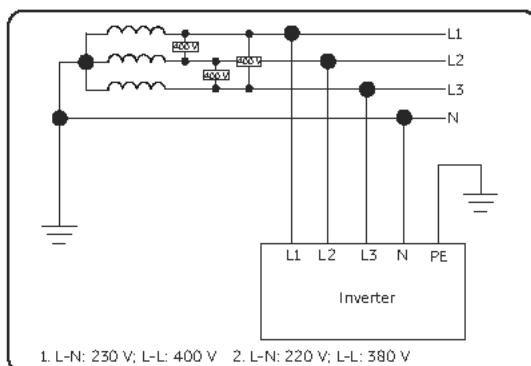 L1
400 V
400 V
L2
400 V
L3
N
L1 L2 L3 N PE
Inverter
1. L-N: 230 V; L-L: 400 V 2. L-N: 220 V; L-L: 380 V